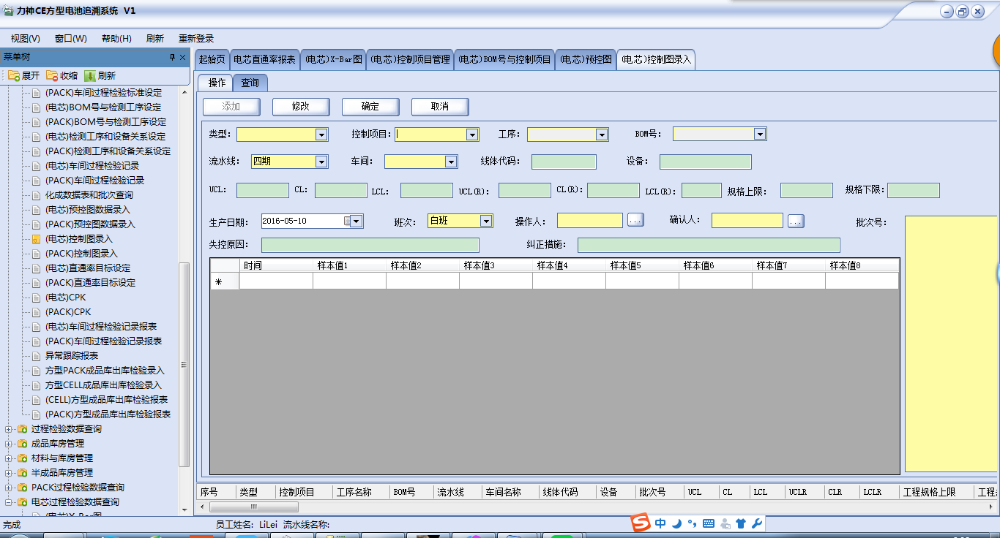 力神CE方型电池追溯系统 V1
视图(V) 窗口(W) 帮助(H) 刷新 重新登录
菜单树
展开 收缩 刷新
(PACK)车间过程检验标准设定
(电芯)BOM号与检测工序设定
(PACK)BOM号与检测工序设定
(电芯)检测工序和设备关系设定
(PACK)检测工序和设备关系设定
(电芯)车间过程检验记录
(PACK)车间过程检验记录
化成数据表和批次查询
(电芯)预控图数据录入
(PACK)预控图数据录入
(电芯)控制图录入
(PACK)控制图录入
(电芯)直通率目标设定
(PACK)直通率目标设定
(电芯)CPK
(PACK)CPK
(电芯)车间过程检验记录报表
(PACK)车间过程检验记录报表
异常跟踪报表
方型PACK成品库出库检验录入
方型CELL成品库出库检验录入
(CELL)方型成品库出库检验报表
(PACK)方型成品库出库检验报表
过程检验数据查询
成品库房管理
材料与库房管理
半成品库房管理
PACK过程检验数据查询
电芯过程检验数据查询
(电芯)X-Bar图
起始页 电芯直通率报表 (电芯)X-Bar图 (电芯)控制项目管理 (电芯)BOM号与控制项目 (电芯)预控图 (电芯)控制图录入
操作 查询
添加 修改 确定 取消
类型: 控制项目: 工序: BOM号:
流水线: 四期 车间: 线体代码: 设备:
UCL: CL: LCL: UCL(R): CL(R): LCL(R): 规格上限: 规格下限:
生产日期: 2016-05-10 班次: 白班 操作人: ... 确认人: ... 批次号:
失控原因: 纠正措施:
时间 样本值1 样本值2 样本值3 样本值4 样本值5 样本值6 样本值7 样本值8
*
序号 类型 控制项目 工序名称 BOM号 流水线 车间名称 线体代码 设备 批次号 UCL CL LCL UCLR CLR LCLR 工程规格上限 工程
完成 员工姓名: LiLei 流水线名称:
S 中